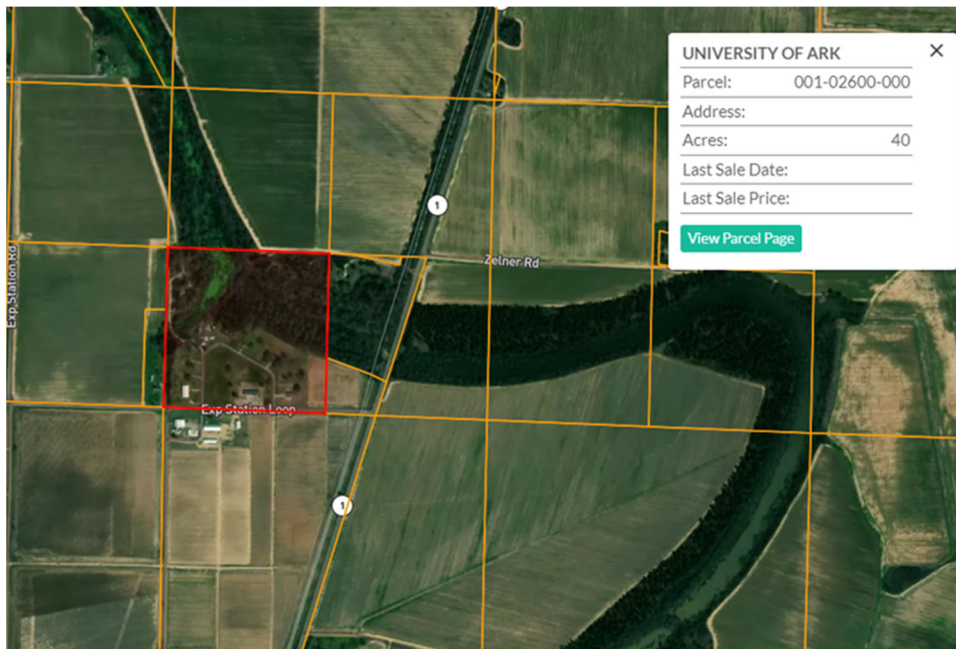 UNIVERSITY OF ARK
Parcel: 001-02600-000
Address:
Acres: 40
Last Sale Date:
Last Sale Price:
View Parcel Page
1
Zelner Rd
Exp Station Rd
Exp Station Loop
1